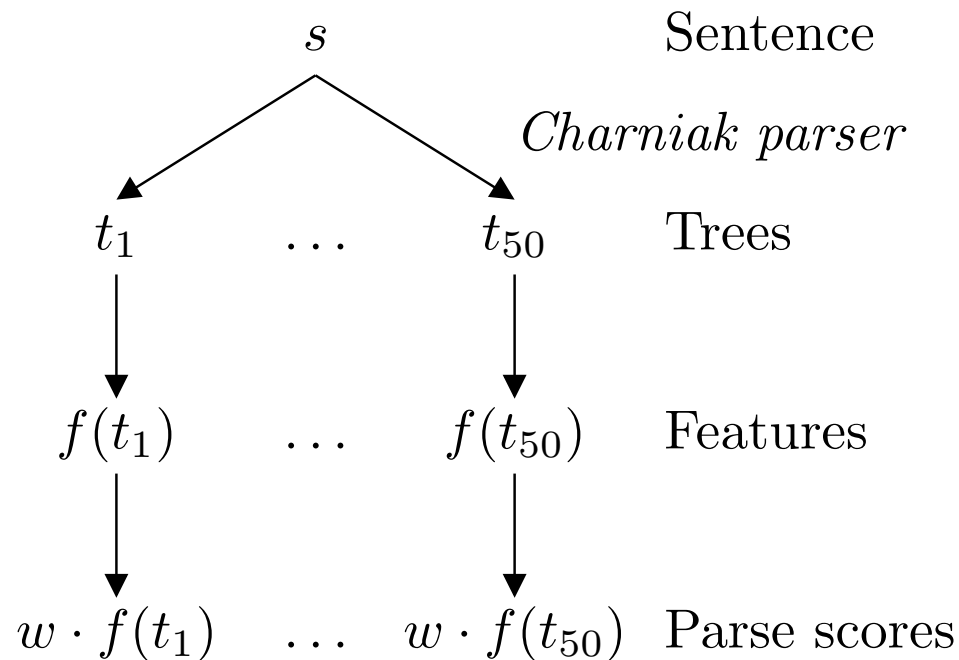 s Sentence
Charniak parser
t₁ … t₅₀ Trees
f(t₁) … f(t₅₀) Features
w · f(t₁) … w · f(t₅₀) Parse scores